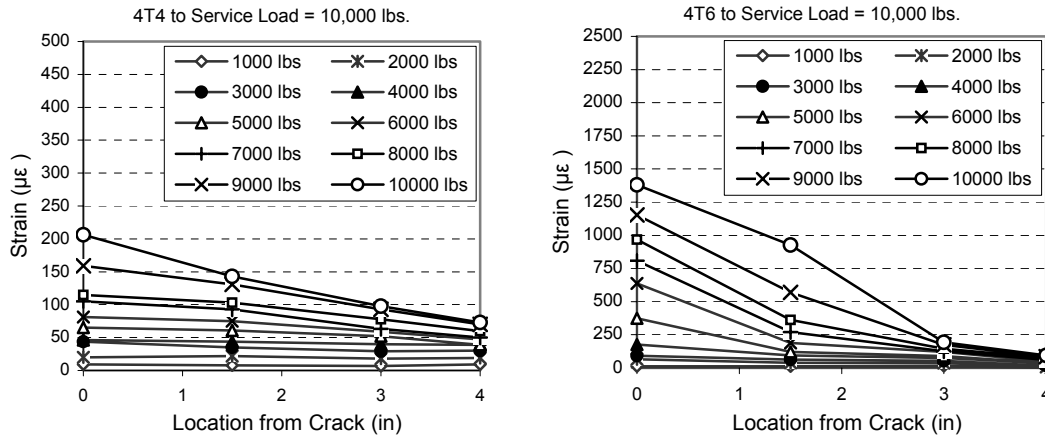 4T4 to Service Load = 10,000 lbs.
500
450
400
350
300
250
200
150
100
50
0
Strain (µε)
1000 lbs 2000 lbs
3000 lbs 4000 lbs
5000 lbs 6000 lbs
7000 lbs 8000 lbs
9000 lbs 10000 lbs
0 1 2 3 4
Location from Crack (in)
4T6 to Service Load = 10,000 lbs.
2500
2250
2000
1750
1500
1250
1000
750
500
250
0
Strain (µε)
1000 lbs 2000 lbs
3000 lbs 4000 lbs
5000 lbs 6000 lbs
7000 lbs 8000 lbs
9000 lbs 10000 lbs
0 1 2 3 4
Location from Crack (in)